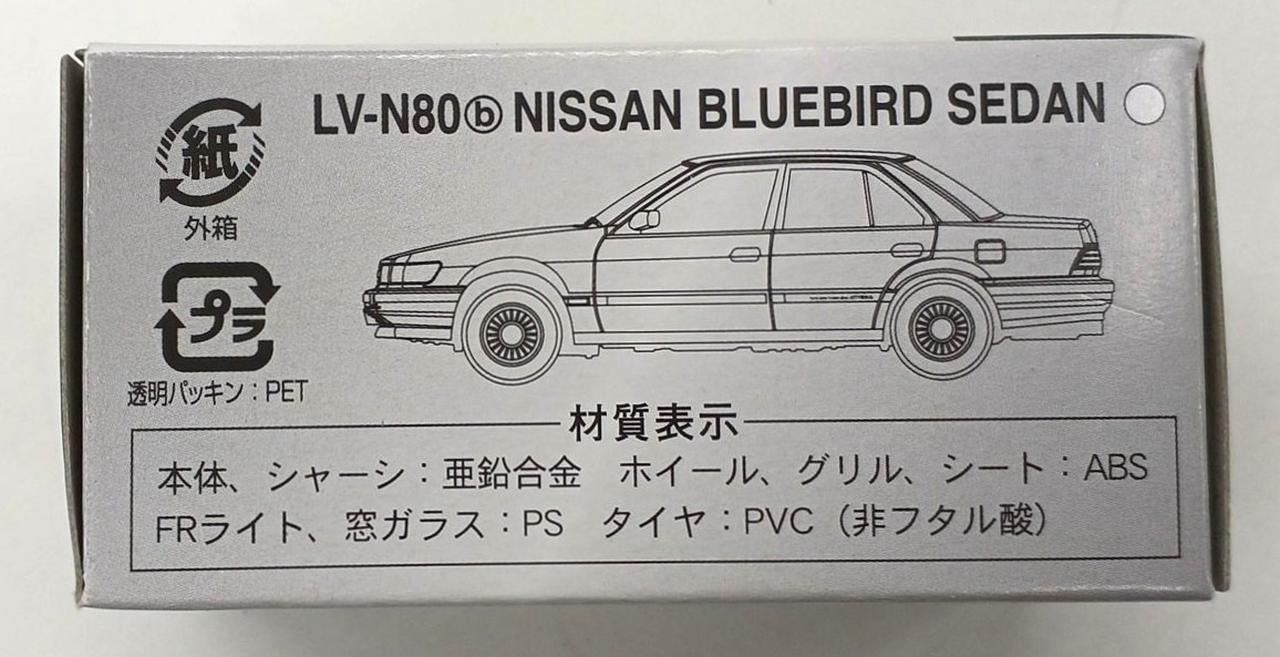 LV-N80ⓑ NISSAN BLUEBIRD SEDAN
紙
外箱
プラ
透明パッキン：PET
材質表示
本体、シャーシ：亜鉛合金　ホイール、グリル、シート：ABS
FRライト、窓ガラス：PS　タイヤ：PVC（非フタル酸）